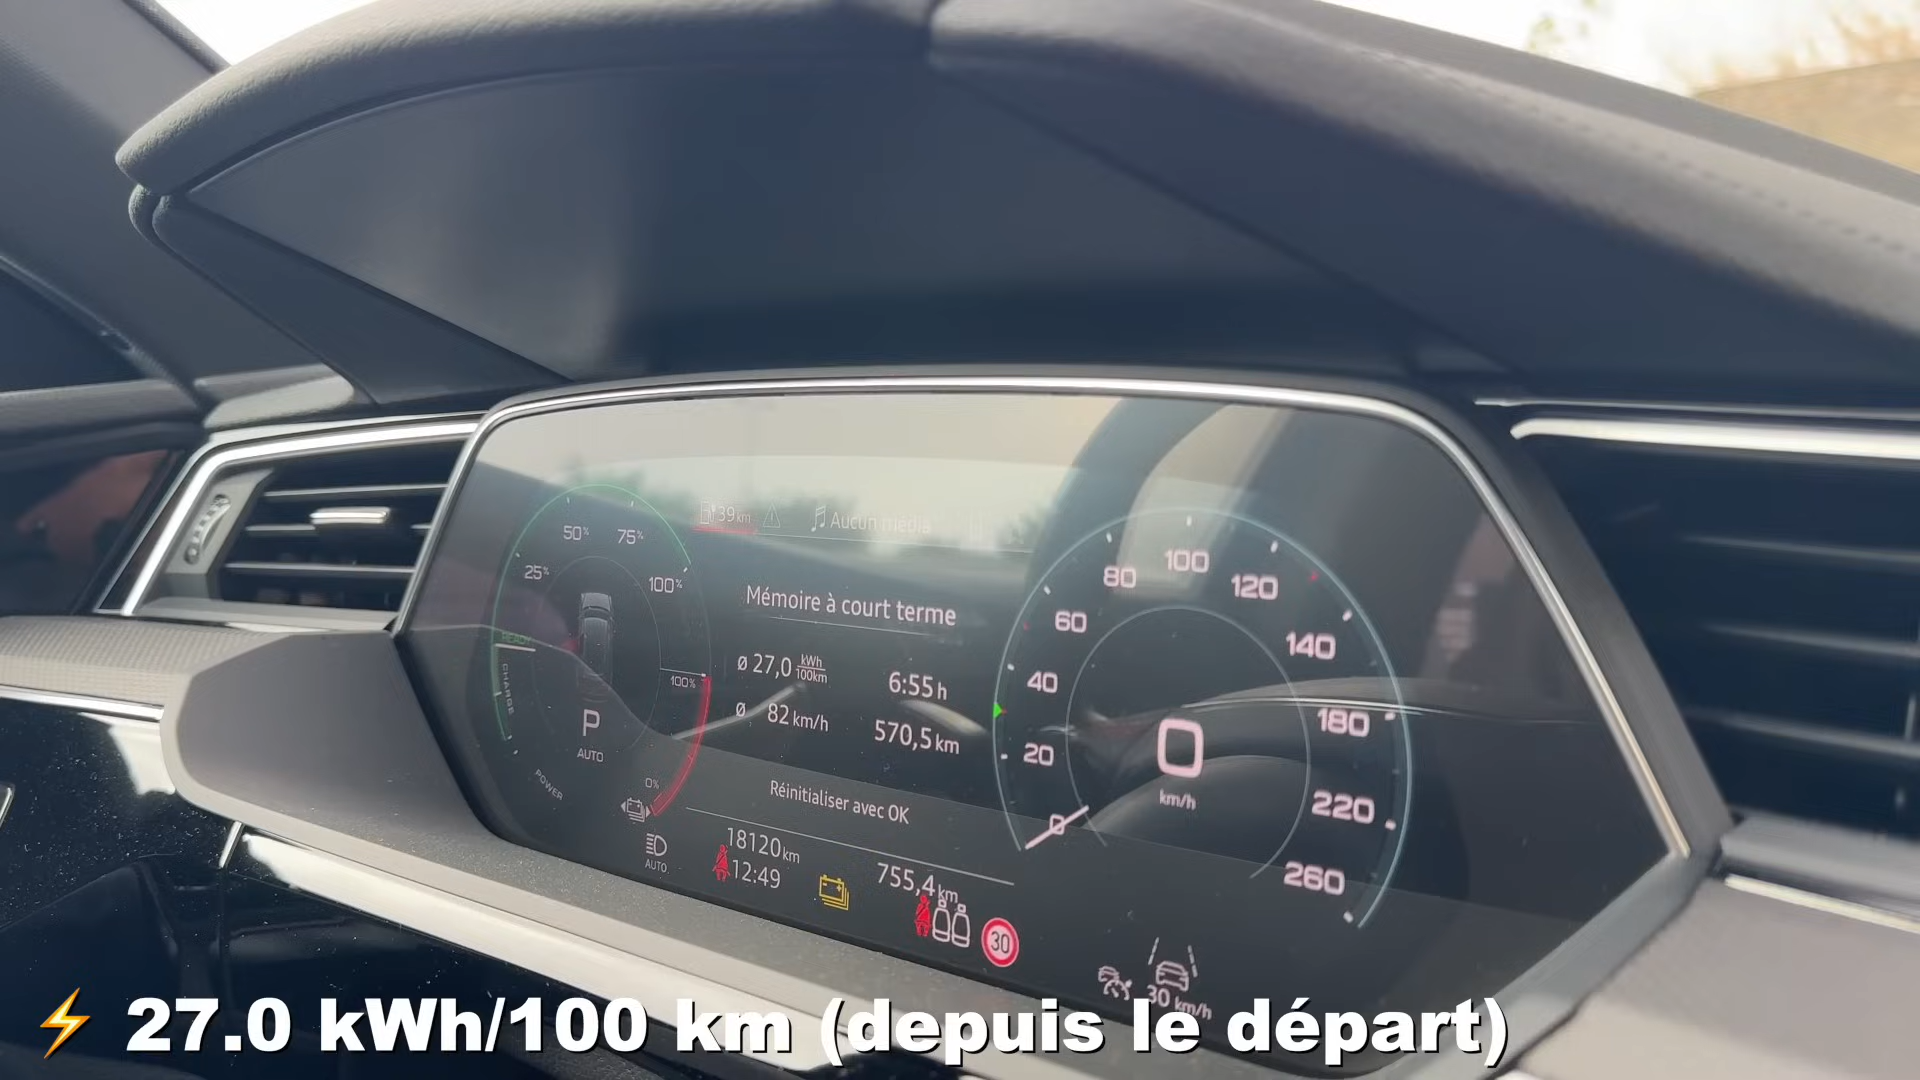 39 km
Aucun média
50%
75%
25%
100%
READY
CHARGE
POWER
P
AUTO
100%
0%
Mémoire à court terme
ø 27,0 kWh/100km
6:55 h
ø 82 km/h
570,5 km
Réinitialiser avec OK
AUTO
18120 km
12:49
755,4 km
30
0
20
40
60
80
100
120
140
180
220
260
0
km/h
30 km/h
⚡ 27.0 kWh/100 km (depuis le départ)